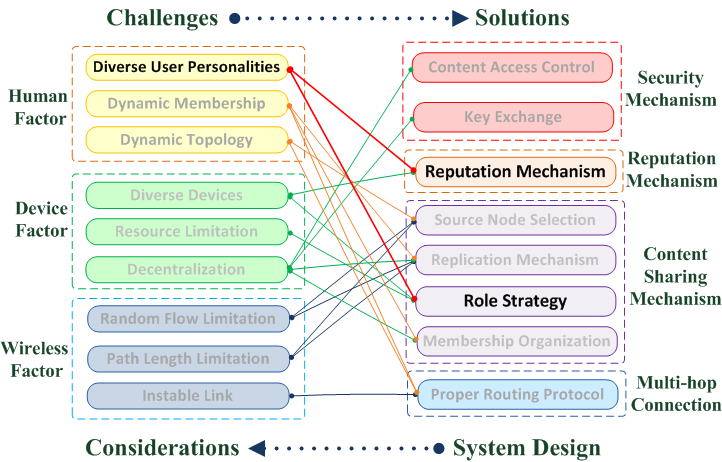 Challenges
Solutions
Human
Factor
Diverse User Personalities
Dynamic Membership
Dynamic Topology
Content Access Control
Key Exchange
Security
Mechanism
Reputation Mechanism
Reputation
Mechanism
Device
Factor
Diverse Devices
Resource Limitation
Decentralization
Source Node Selection
Replication Mechanism
Role Strategy
Membership Organization
Content
Sharing
Mechanism
Wireless
Factor
Random Flow Limitation
Path Length Limitation
Instable Link
Proper Routing Protocol
Multi-hop
Connection
Considerations
System Design